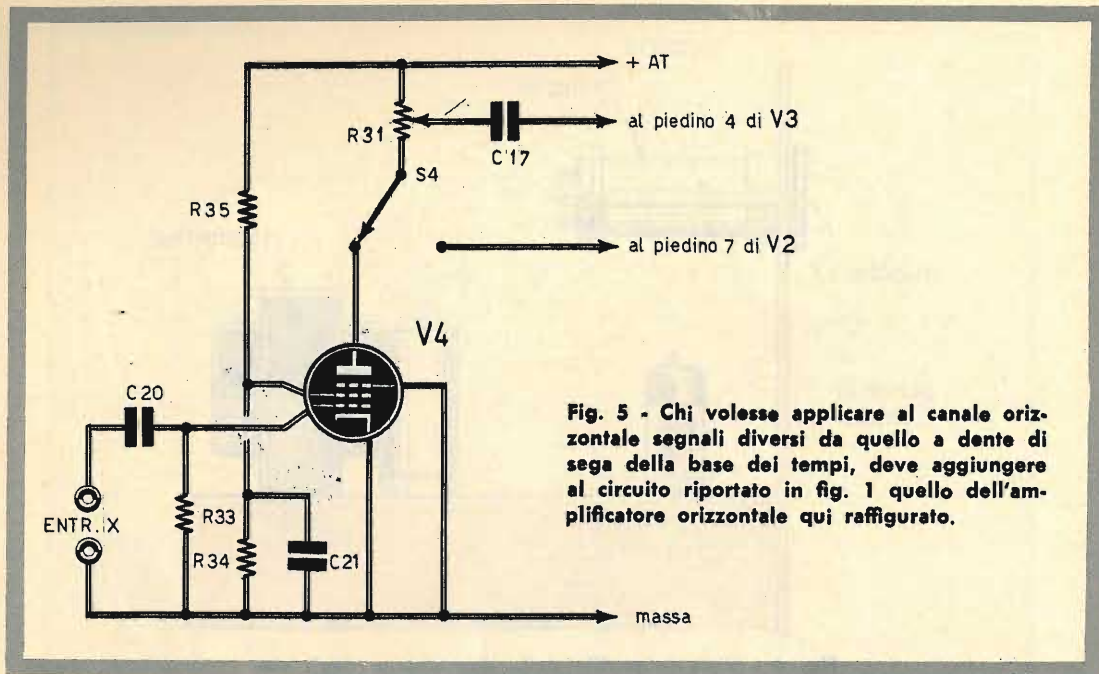 + AT
R31
C'17
al piedino 4 di V3
S4
R35
al piedino 7 di V2
V4
C20
ENTR. X
R33
R34
C21
massa
Fig. 5 - Chi volesse applicare al canale oriz-
zontale segnali diversi da quello a dente di
sega della base dei tempi, deve aggiungere
al circuito riportato in fig. 1 quello dell'am-
plificatore orizzontale qui raffigurato.